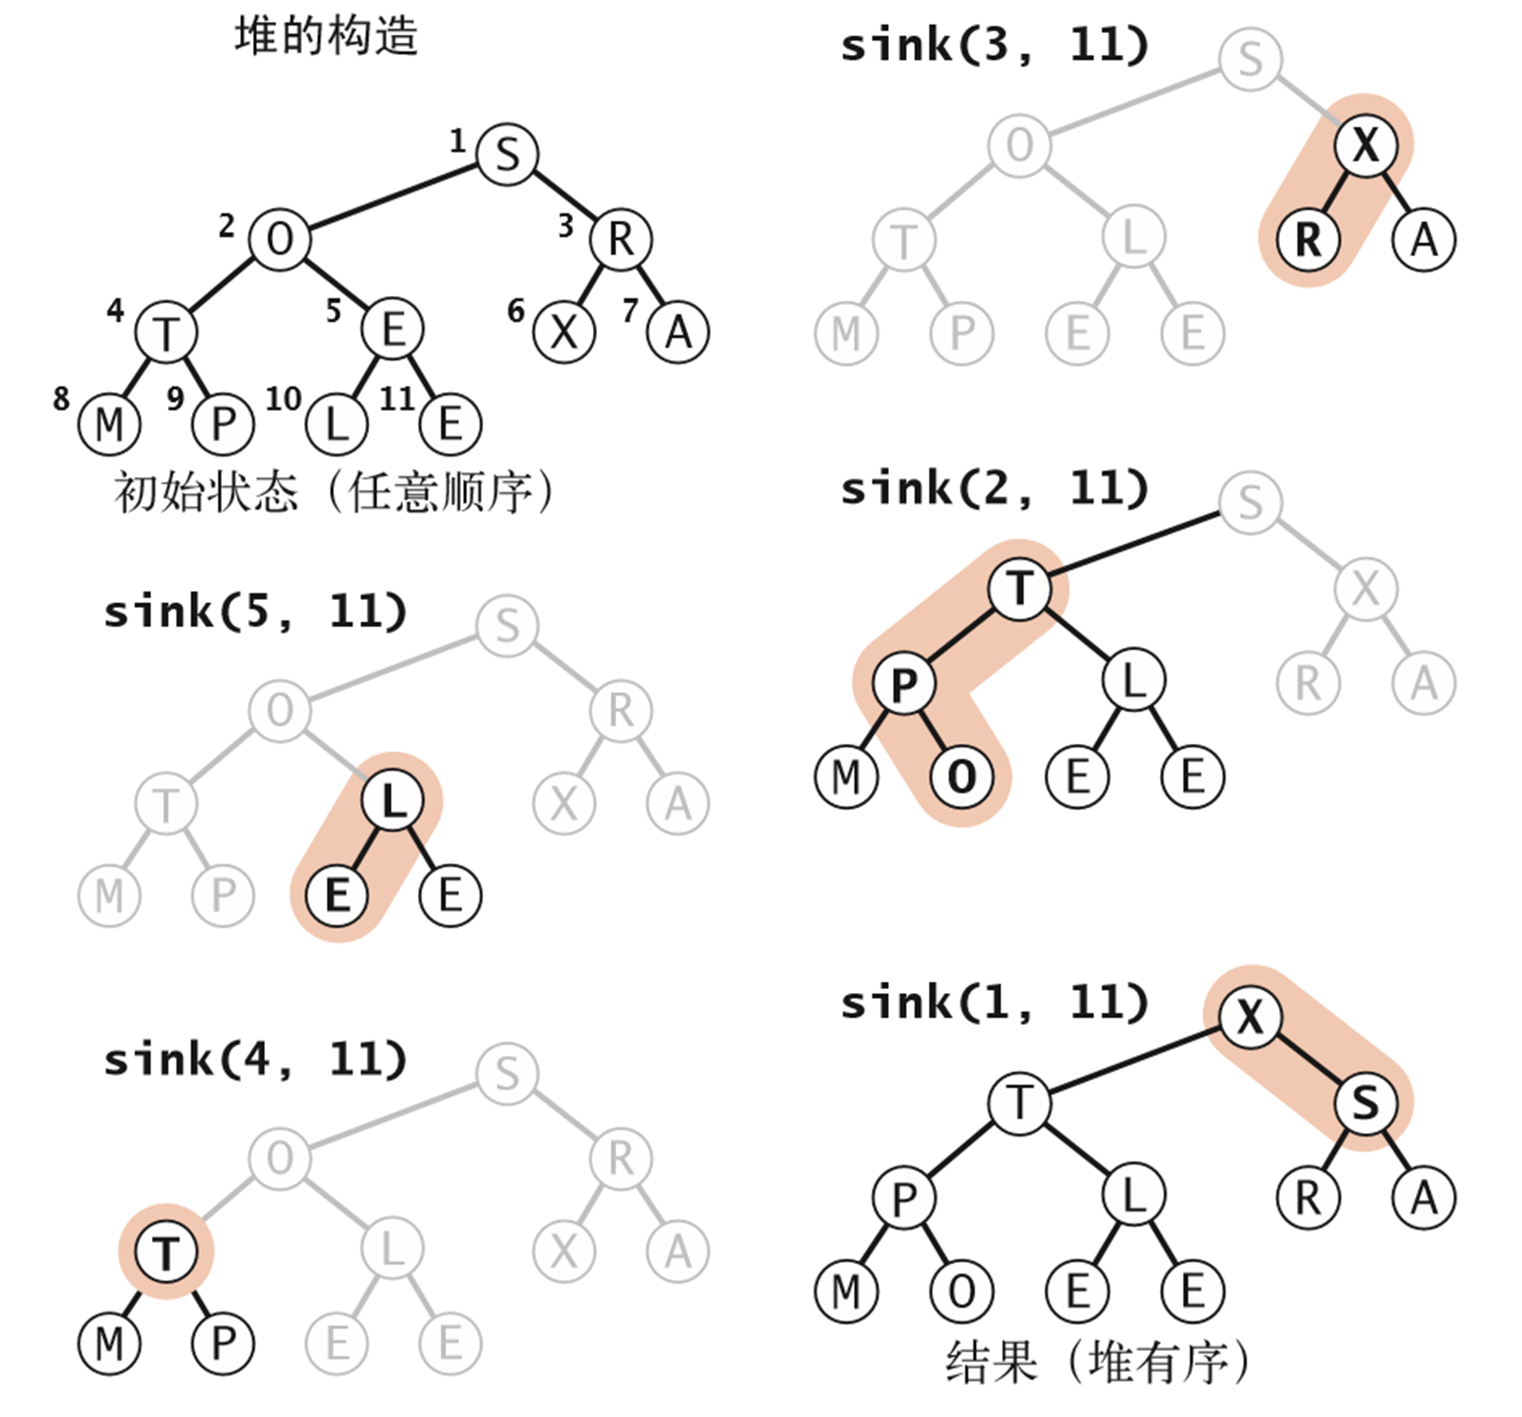 堆的构造
1 S
2 O 3 R
4 T 5 E 6 X 7 A
8 M 9 P 10 L 11 E
初始状态（任意顺序）
sink(5, 11)
S
O R
T L X A
M P E E
sink(4, 11)
S
O R
T L X A
M P E E
sink(3, 11)
S
O X
T L R A
M P E E
sink(2, 11)
S
T X
P L R A
M O E E
sink(1, 11)
X
T S
P L R A
M O E E
结果（堆有序）